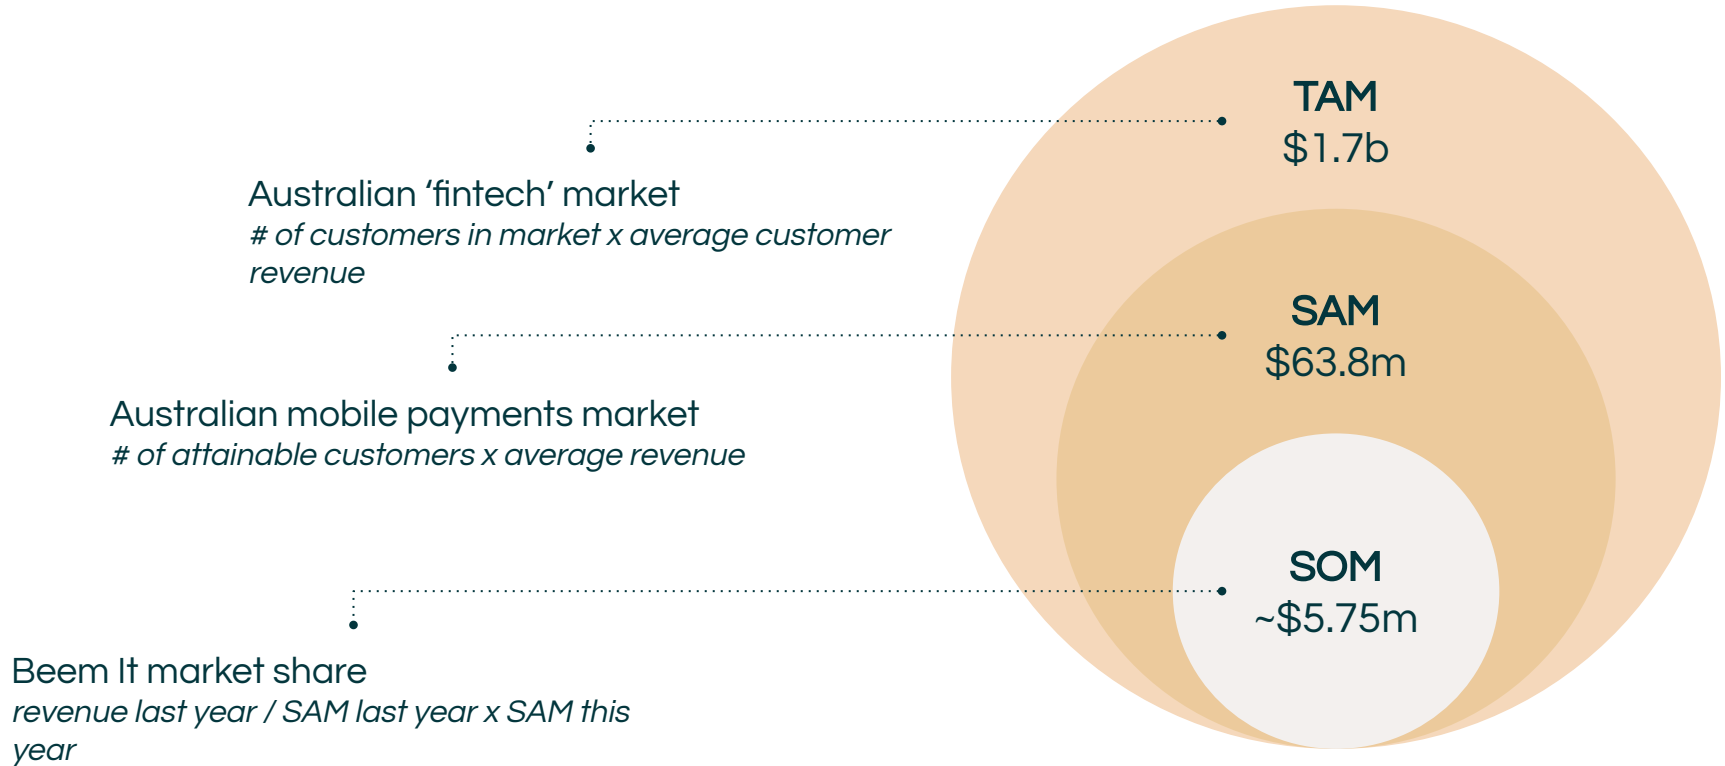 TAM
$1.7b
Australian ‘fintech’ market
# of customers in market x average customer
revenue
SAM
$63.8m
Australian mobile payments market
# of attainable customers x average revenue
SOM
~$5.75m
Beem It market share
revenue last year / SAM last year x SAM this
year